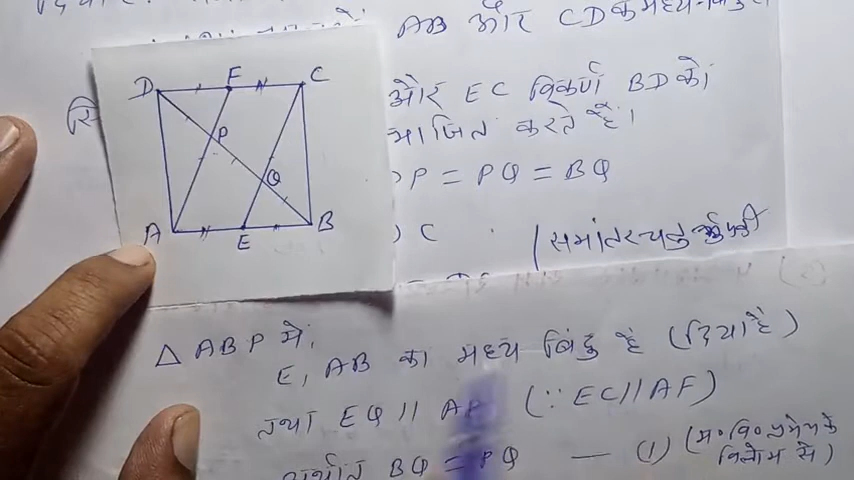 AB और CD के मध्य-बिंदु
D F C
और EC विकर्ण BD को
P
भाजित करते हैं।
Q
P = PQ = BQ
A E B
C (समांतर चतुर्भुज की
△ ABP में,
E, AB का मध्य बिंदु है (दिया है)
तथा EQ || AP (∵ EC || AF)
अर्थात BQ = PQ — (1) (म० बि० प्रमेय के
विलोम से)